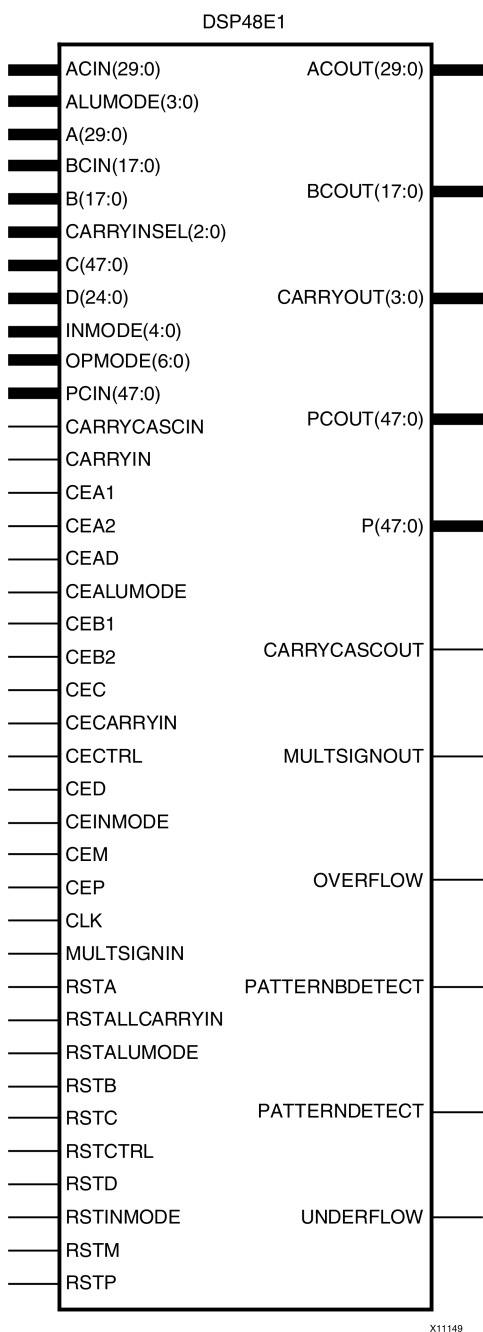 DSP48E1
ACIN(29:0)
ACOUT(29:0)
ALUMODE(3:0)
A(29:0)
BCIN(17:0)
B(17:0)
BCOUT(17:0)
CARRYINSEL(2:0)
C(47:0)
D(24:0)
CARRYOUT(3:0)
INMODE(4:0)
OPMODE(6:0)
PCIN(47:0)
CARRYCASCIN
PCOUT(47:0)
CARRYIN
CEA1
CEA2
P(47:0)
CEAD
CEALUMODE
CEB1
CEB2
CARRYCASCOUT
CEC
CECARRYIN
CECTRL
MULTSIGNOUT
CED
CEINMODE
CEM
CEP
OVERFLOW
CLK
MULTSIGNIN
RSTA
PATTERNBDETECT
RSTALLCARRYIN
RSTALUMODE
RSTB
RSTC
PATTERNDETECT
RSTCTRL
RSTD
RSTINMODE
UNDERFLOW
RSTM
RSTP
X11149